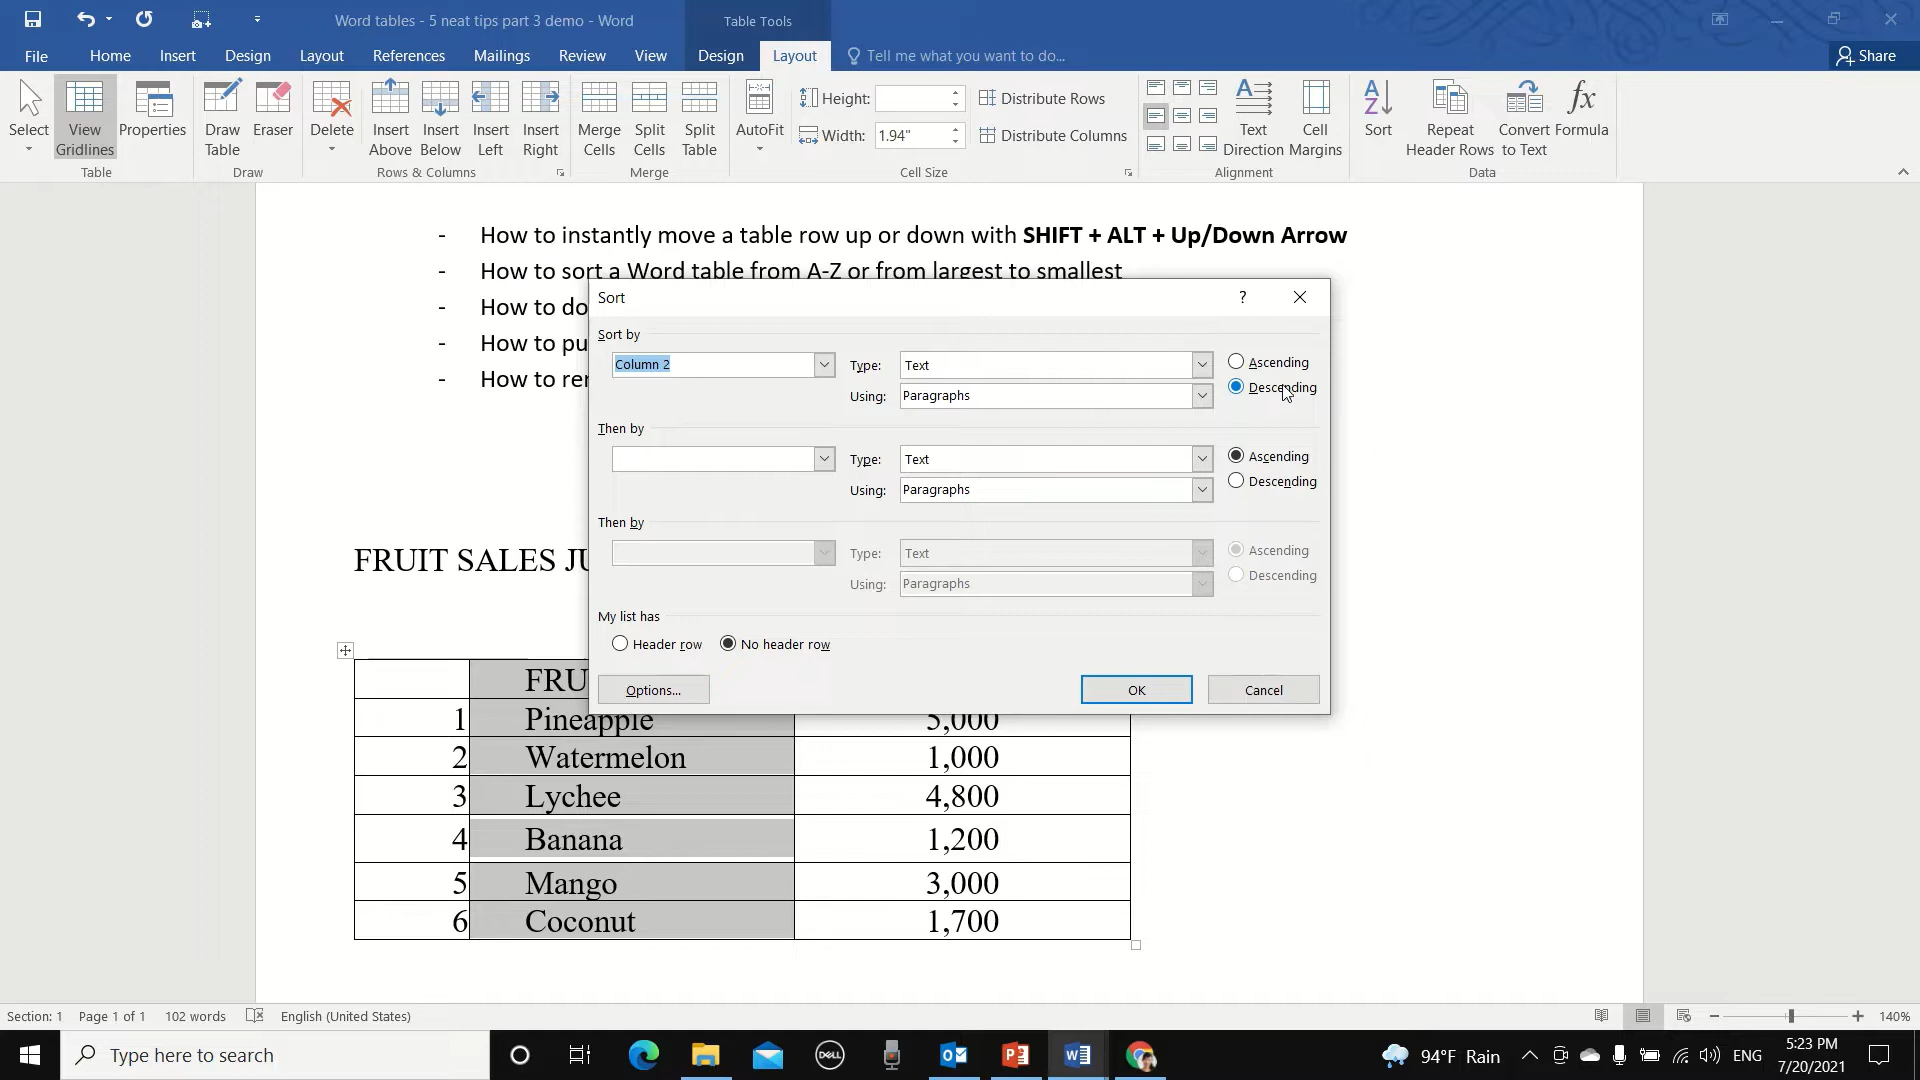 Word tables - 5 neat tips part 3 demo - Word
Table Tools
File
Home
Insert
Design
Layout
References
Mailings
Review
View
Design
Layout
Tell me what you want to do...
Share
Select
View Gridlines
Properties
Draw Table
Eraser
Delete
Insert Above
Insert Below
Insert Left
Insert Right
Merge Cells
Split Cells
Split Table
AutoFit
Height:
Width: 1.94"
Distribute Rows
Distribute Columns
Text Direction
Cell Margins
A Z
Sort
Repeat Header Rows
Convert to Text
fx
Formula
Table
Draw
Rows & Columns
Merge
Cell Size
Alignment
Data
- How to instantly move a table row up or down with SHIFT + ALT + Up/Down Arrow
- How to sort a Word table from A-Z or from largest to smallest
- How to do
- How to pu
- How to re
Sort
?
Sort by
Column 2
Type: Text
Ascending
Using: Paragraphs
Descending
Then by
Type: Text
Ascending
Using: Paragraphs
Descending
Then by
Type: Text
Ascending
Using: Paragraphs
Descending
My list has
Header row
No header row
Options...
OK
Cancel
FRUIT SALES JU
FRU
1 Pineapple 5,000
2 Watermelon 1,000
3 Lychee 4,800
4 Banana 1,200
5 Mango 3,000
6 Coconut 1,700
Section: 1
Page 1 of 1
102 words
English (United States)
140%
Type here to search
DELL
94°F Rain
ENG
5:23 PM
7/20/2021